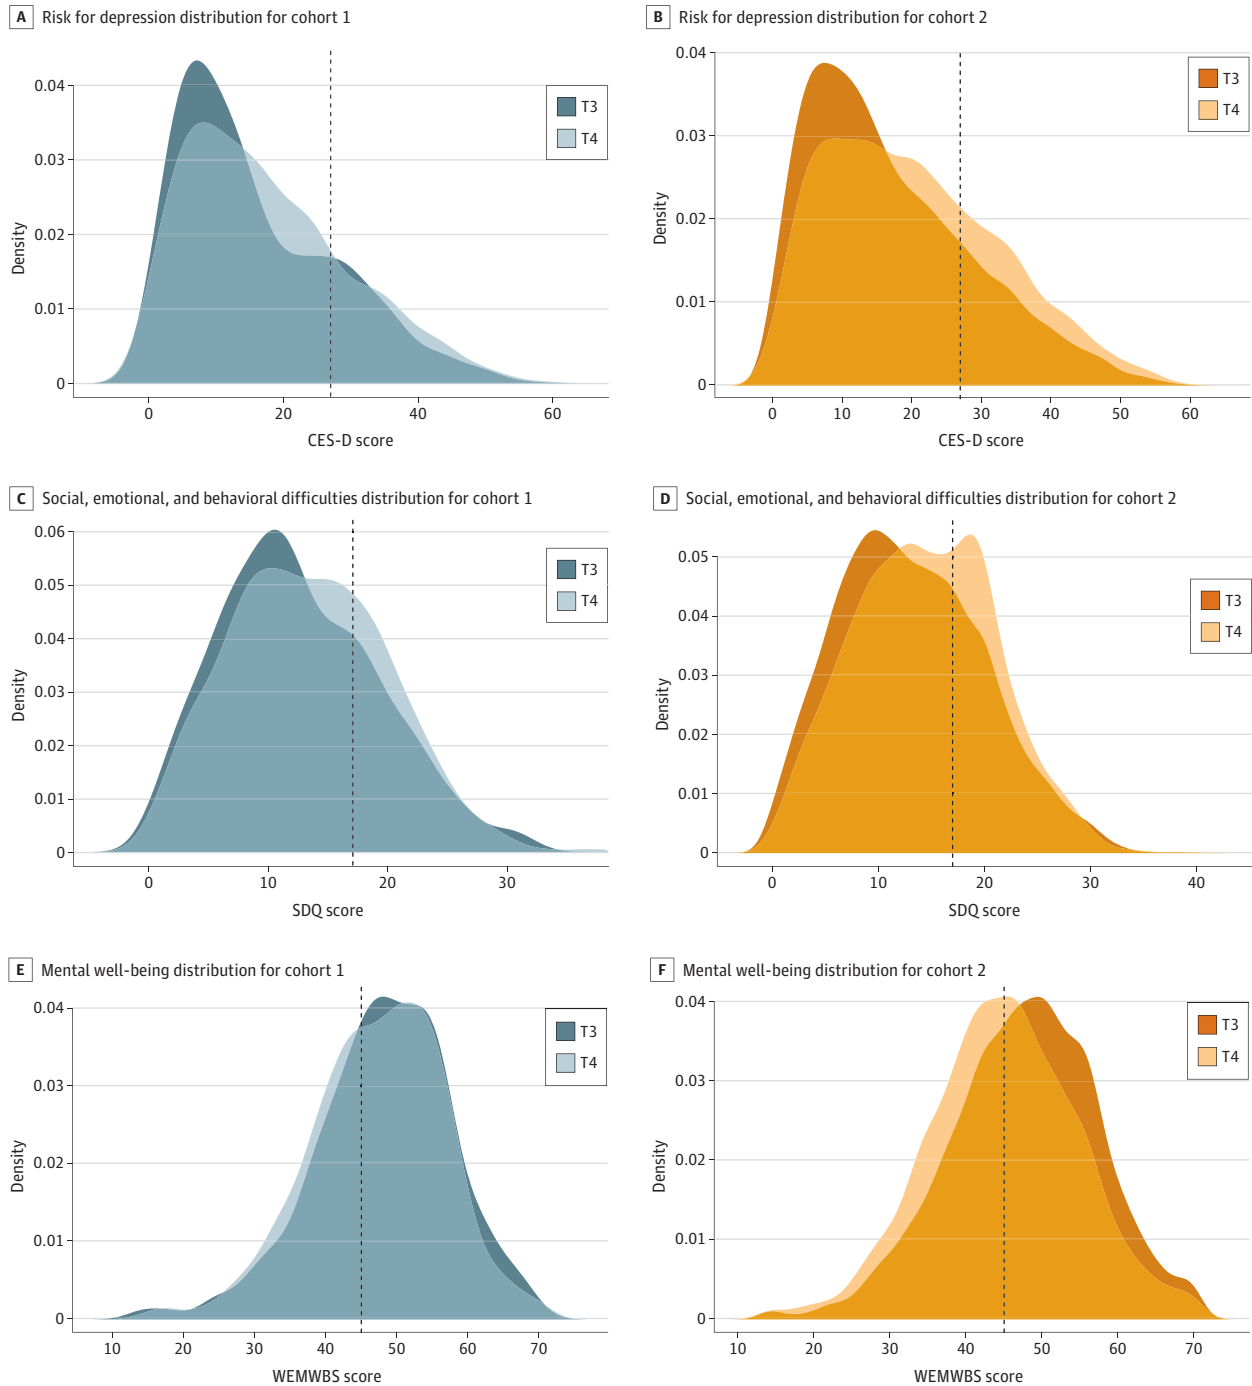 A Risk for depression distribution for cohort 1
0.04
0.03
0.02
0.01
0
Density
0 20 40 60
CES-D score
T3
T4
B Risk for depression distribution for cohort 2
0.04
0.03
0.02
0.01
0
Density
0 10 20 30 40 50 60
CES-D score
T3
T4
C Social, emotional, and behavioral difficulties distribution for cohort 1
0.06
0.05
0.04
0.03
0.02
0.01
0
Density
0 10 20 30
SDQ score
T3
T4
D Social, emotional, and behavioral difficulties distribution for cohort 2
0.05
0.04
0.03
0.02
0.01
0
Density
0 10 20 30 40
SDQ score
T3
T4
E Mental well-being distribution for cohort 1
0.04
0.03
0.02
0.01
0
Density
10 20 30 40 50 60 70
WEMWBS score
T3
T4
F Mental well-being distribution for cohort 2
0.04
0.03
0.02
0.01
0
Density
10 20 30 40 50 60 70
WEMWBS score
T3
T4